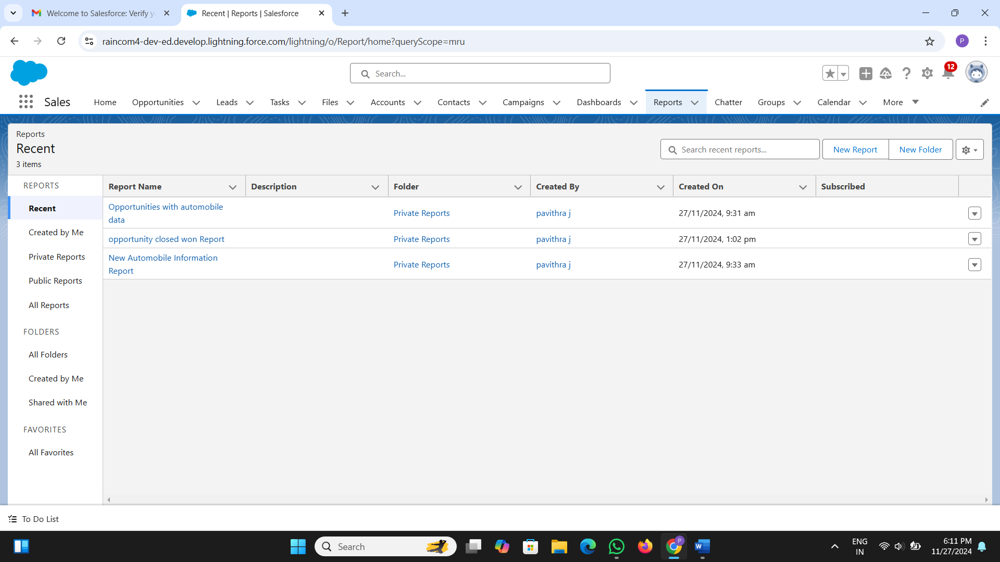 Welcome to Salesforce: Verify y
Recent | Reports | Salesforce
raincom4-dev-ed.develop.lightning.force.com/lightning/o/Report/home?queryScope=mru
P
Search...
12
Sales
Home
Opportunities
Leads
Tasks
Files
Accounts
Contacts
Campaigns
Dashboards
Reports
Chatter
Groups
Calendar
More
Reports
Recent
3 items
Search recent reports...
New Report
New Folder
REPORTS
Recent
Created by Me
Private Reports
Public Reports
All Reports
FOLDERS
All Folders
Created by Me
Shared with Me
FAVORITES
All Favorites
Report Name Description Folder Created By Created On Subscribed
Opportunities with automobile
data
Private Reports pavithra j 27/11/2024, 9:31 am
opportunity closed won Report Private Reports pavithra j 27/11/2024, 1:02 pm
New Automobile Information
Report
Private Reports pavithra j 27/11/2024, 9:33 am
To Do List
Search
P
W
ENG
IN
6:11 PM
11/27/2024